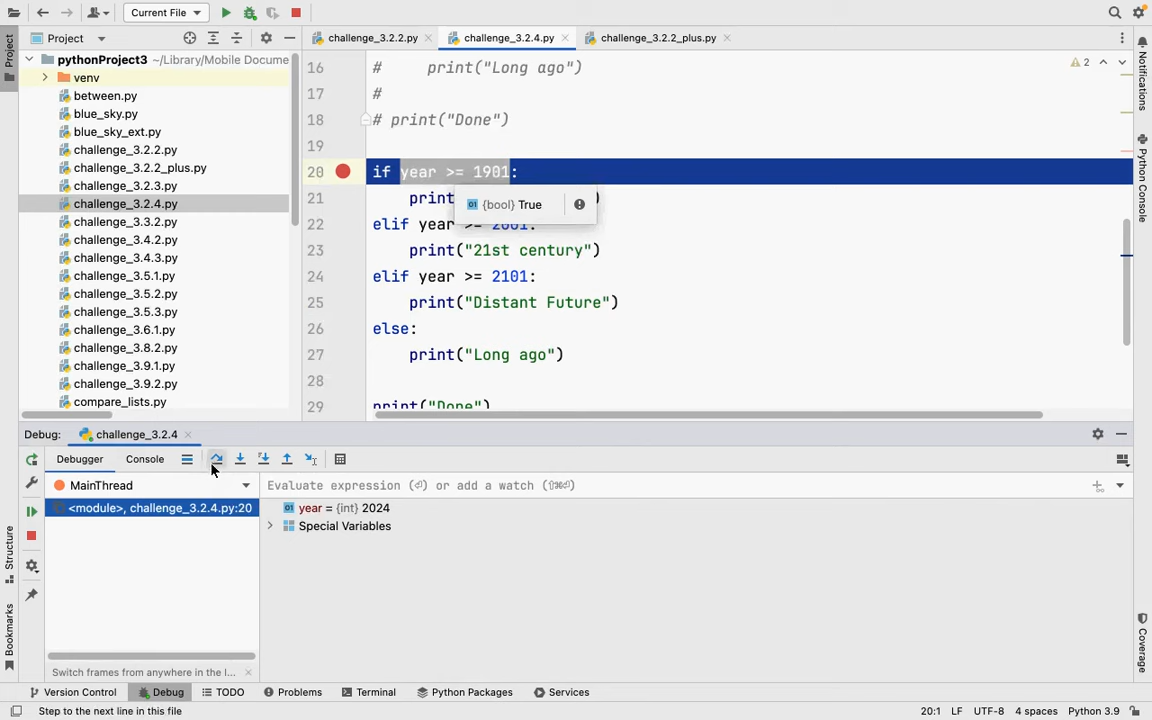 Current File
Project
challenge_3.2.2.py
challenge_3.2.4.py
challenge_3.2.2_plus.py
pythonProject3 ~/Library/Mobile Docume
venv
between.py
blue_sky.py
blue_sky_ext.py
challenge_3.2.2.py
challenge_3.2.2_plus.py
challenge_3.2.3.py
challenge_3.2.4.py
challenge_3.3.2.py
challenge_3.4.2.py
challenge_3.4.3.py
challenge_3.5.1.py
challenge_3.5.2.py
challenge_3.5.3.py
challenge_3.6.1.py
challenge_3.8.2.py
challenge_3.9.1.py
challenge_3.9.2.py
compare_lists.py
2
16 #     print("Long ago")
17 #
18 # print("Done")
19
20 if year >= 1901:
21 print )
{bool} True
22 elif year >= 2001:
23 print("21st century")
24 elif year >= 2101:
25 print("Distant Future")
26 else:
27 print("Long ago")
28
29 print("Done")
Project
Structure
Bookmarks
Notifications
Python Console
Coverage
Debug: challenge_3.2.4
Debugger Console
MainThread
Evaluate expression (⏎) or add a watch (⇧⌘⏎)
<module>, challenge_3.2.4.py:20
year = {int} 2024
Special Variables
Switch frames from anywhere in the I...
Version Control Debug TODO Problems Terminal Python Packages Services
Step to the next line in this file
20:1 LF UTF-8 4 spaces Python 3.9